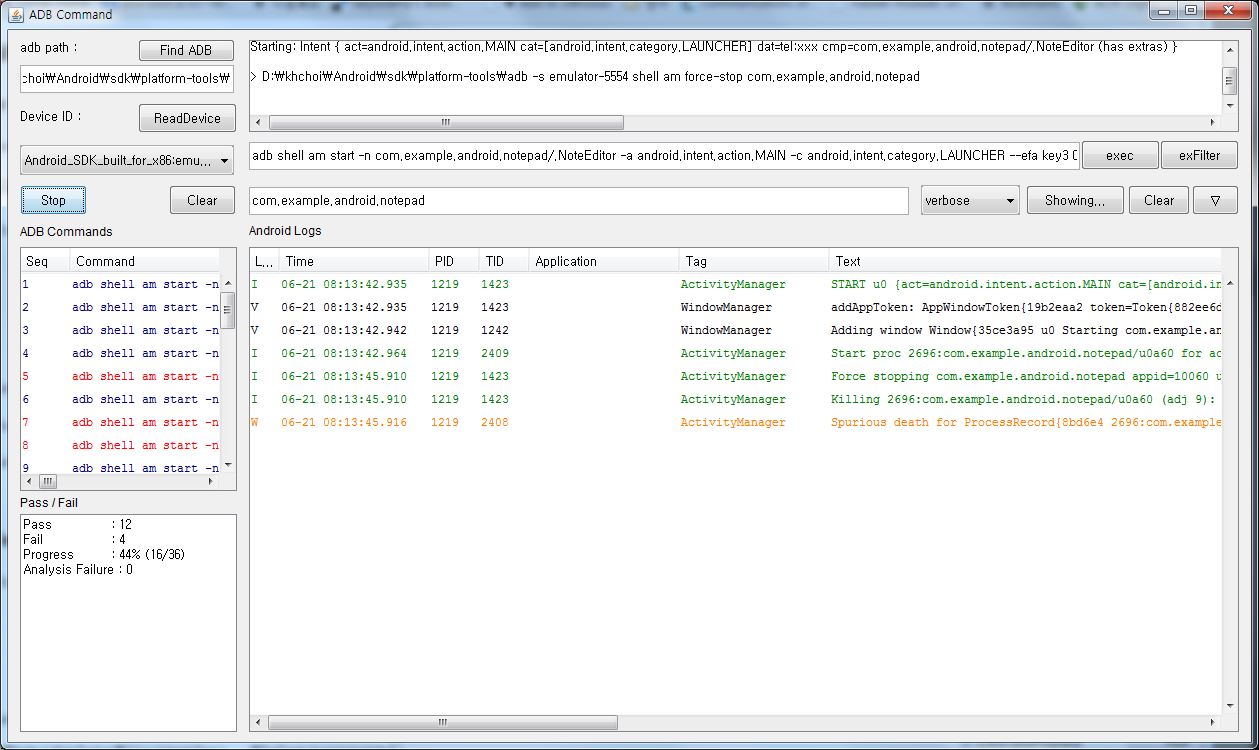 ADB Command
adb path :
Find ADB
choi\Android\sdk\platform-tools\
Device ID :
ReadDevice
Android_SDK_built_for_x86:emu...
Stop
Clear
Starting: Intent { act=android.intent.action.MAIN cat=[android.intent.category.LAUNCHER] dat=tel:xxx cmp=com.example.android.notepad/.NoteEditor (has extras) }
> D:₩khchoi₩Android₩sdk₩platform-tools₩adb -s emulator-5554 shell am force-stop com.example.android.notepad
adb shell am start -n com.example.android.notepad/.NoteEditor -a android.intent.action.MAIN -c android.intent.category.LAUNCHER --efa key3
exec
exFilter
com.example.android.notepad
verbose
Showing...
Clear
▽
ADB Commands
Seq Command
1 adb shell am start -n
2 adb shell am start -n
3 adb shell am start -n
4 adb shell am start -n
5 adb shell am start -n
6 adb shell am start -n
7 adb shell am start -n
8 adb shell am start -n
9 adb shell am start -n
Pass / Fail
Pass : 12
Fail : 4
Progress : 44% (16/36)
Analysis Failure : 0
Android Logs
L... Time PID TID Application Tag Text
I 06-21 08:13:42.935 1219 1423 ActivityManager START u0 {act=android.intent.action.MAIN cat=[android.in
V 06-21 08:13:42.935 1219 1423 WindowManager addAppToken: AppWindowToken{19b2eaa2 token=Token{882ee6d
V 06-21 08:13:42.942 1219 1242 WindowManager Adding window Window{35ce3a95 u0 Starting com.example.an
I 06-21 08:13:42.964 1219 2409 ActivityManager Start proc 2696:com.example.android.notepad/u0a60 for ac
I 06-21 08:13:45.910 1219 1423 ActivityManager Force stopping com.example.android.notepad appid=10060 u
I 06-21 08:13:45.910 1219 1423 ActivityManager Killing 2696:com.example.android.notepad/u0a60 (adj 9):
W 06-21 08:13:45.916 1219 2408 ActivityManager Spurious death for ProcessRecord{8bd6e4 2696:com.example